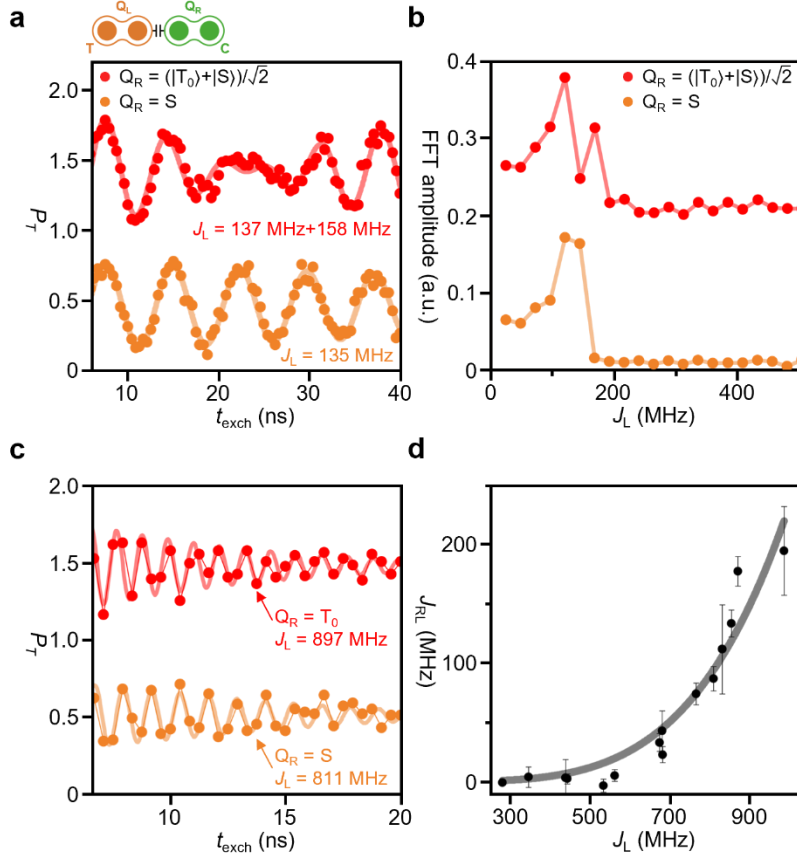 a
Q_L Q_R
T C
Q_R = (|T_0⟩+|S⟩)/√2
Q_R = S
2.0
1.5
1.0
0.5
0
P_T
J_L = 137 MHz+158 MHz
J_L = 135 MHz
10 20 30 40
t_exch (ns)
b
Q_R = (|T_0⟩+|S⟩)/√2
Q_R = S
0.4
0.3
0.2
0.1
0
FFT amplitude (a.u.)
0 200 400
J_L (MHz)
c
2.0
1.5
1.0
0.5
0
P_T
Q_R = T_0
J_L = 897 MHz
Q_R = S
J_L = 811 MHz
10 15 20
t_exch (ns)
d
200
100
0
J_RL (MHz)
300 500 700 900
J_L (MHz)